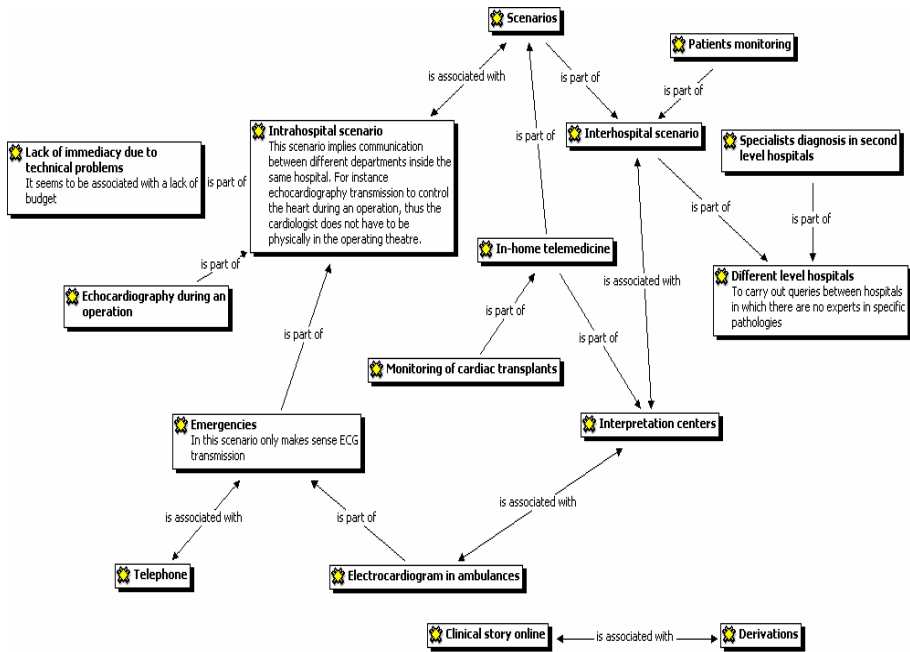 Scenarios
Patients monitoring
is associated with
is part of
is part of
Intrahospital scenario
This scenario implies communication
between different departments inside the
same hospital. For instance
echocardiography transmission to control
the heart during an operation, thus the
cardiologist does not have to be
physically in the operating theatre.
is part of
Interhospital scenario
Specialists diagnosis in second
level hospitals
Lack of immediacy due to
technical problems
It seems to be associated with a lack of
budget
is part of
is part of
is part of
In-home telemedicine
is part of
is associated with
Different level hospitals
To carry out queries between hospitals
in which there are no experts in specific
pathologies
Echocardiography during an
operation
is part of
is part of
is part of
Monitoring of cardiac transplants
Emergencies
In this scenario only makes sense ECG
transmission
Interpretation centers
is associated with
is part of
is associated with
Telephone
Electrocardiogram in ambulances
Clinical story online
is associated with
Derivations